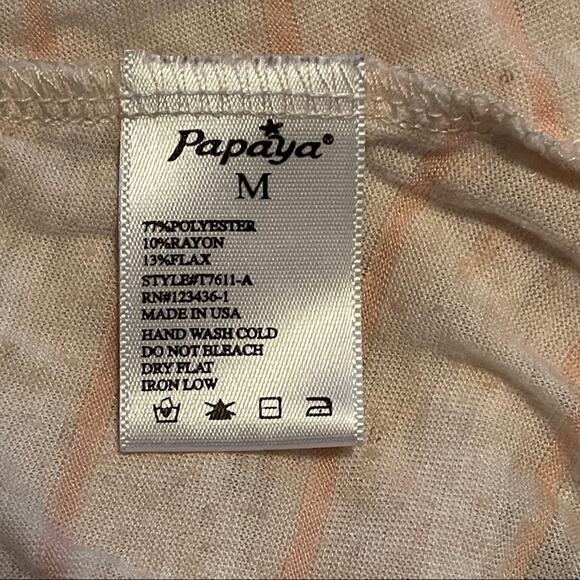 Papaya®
M
77%POLYESTER
10%RAYON
13%FLAX
STYLE#T7611-A
RN#123436-1
MADE IN USA
HAND WASH COLD
DO NOT BLEACH
DRY FLAT
IRON LOW